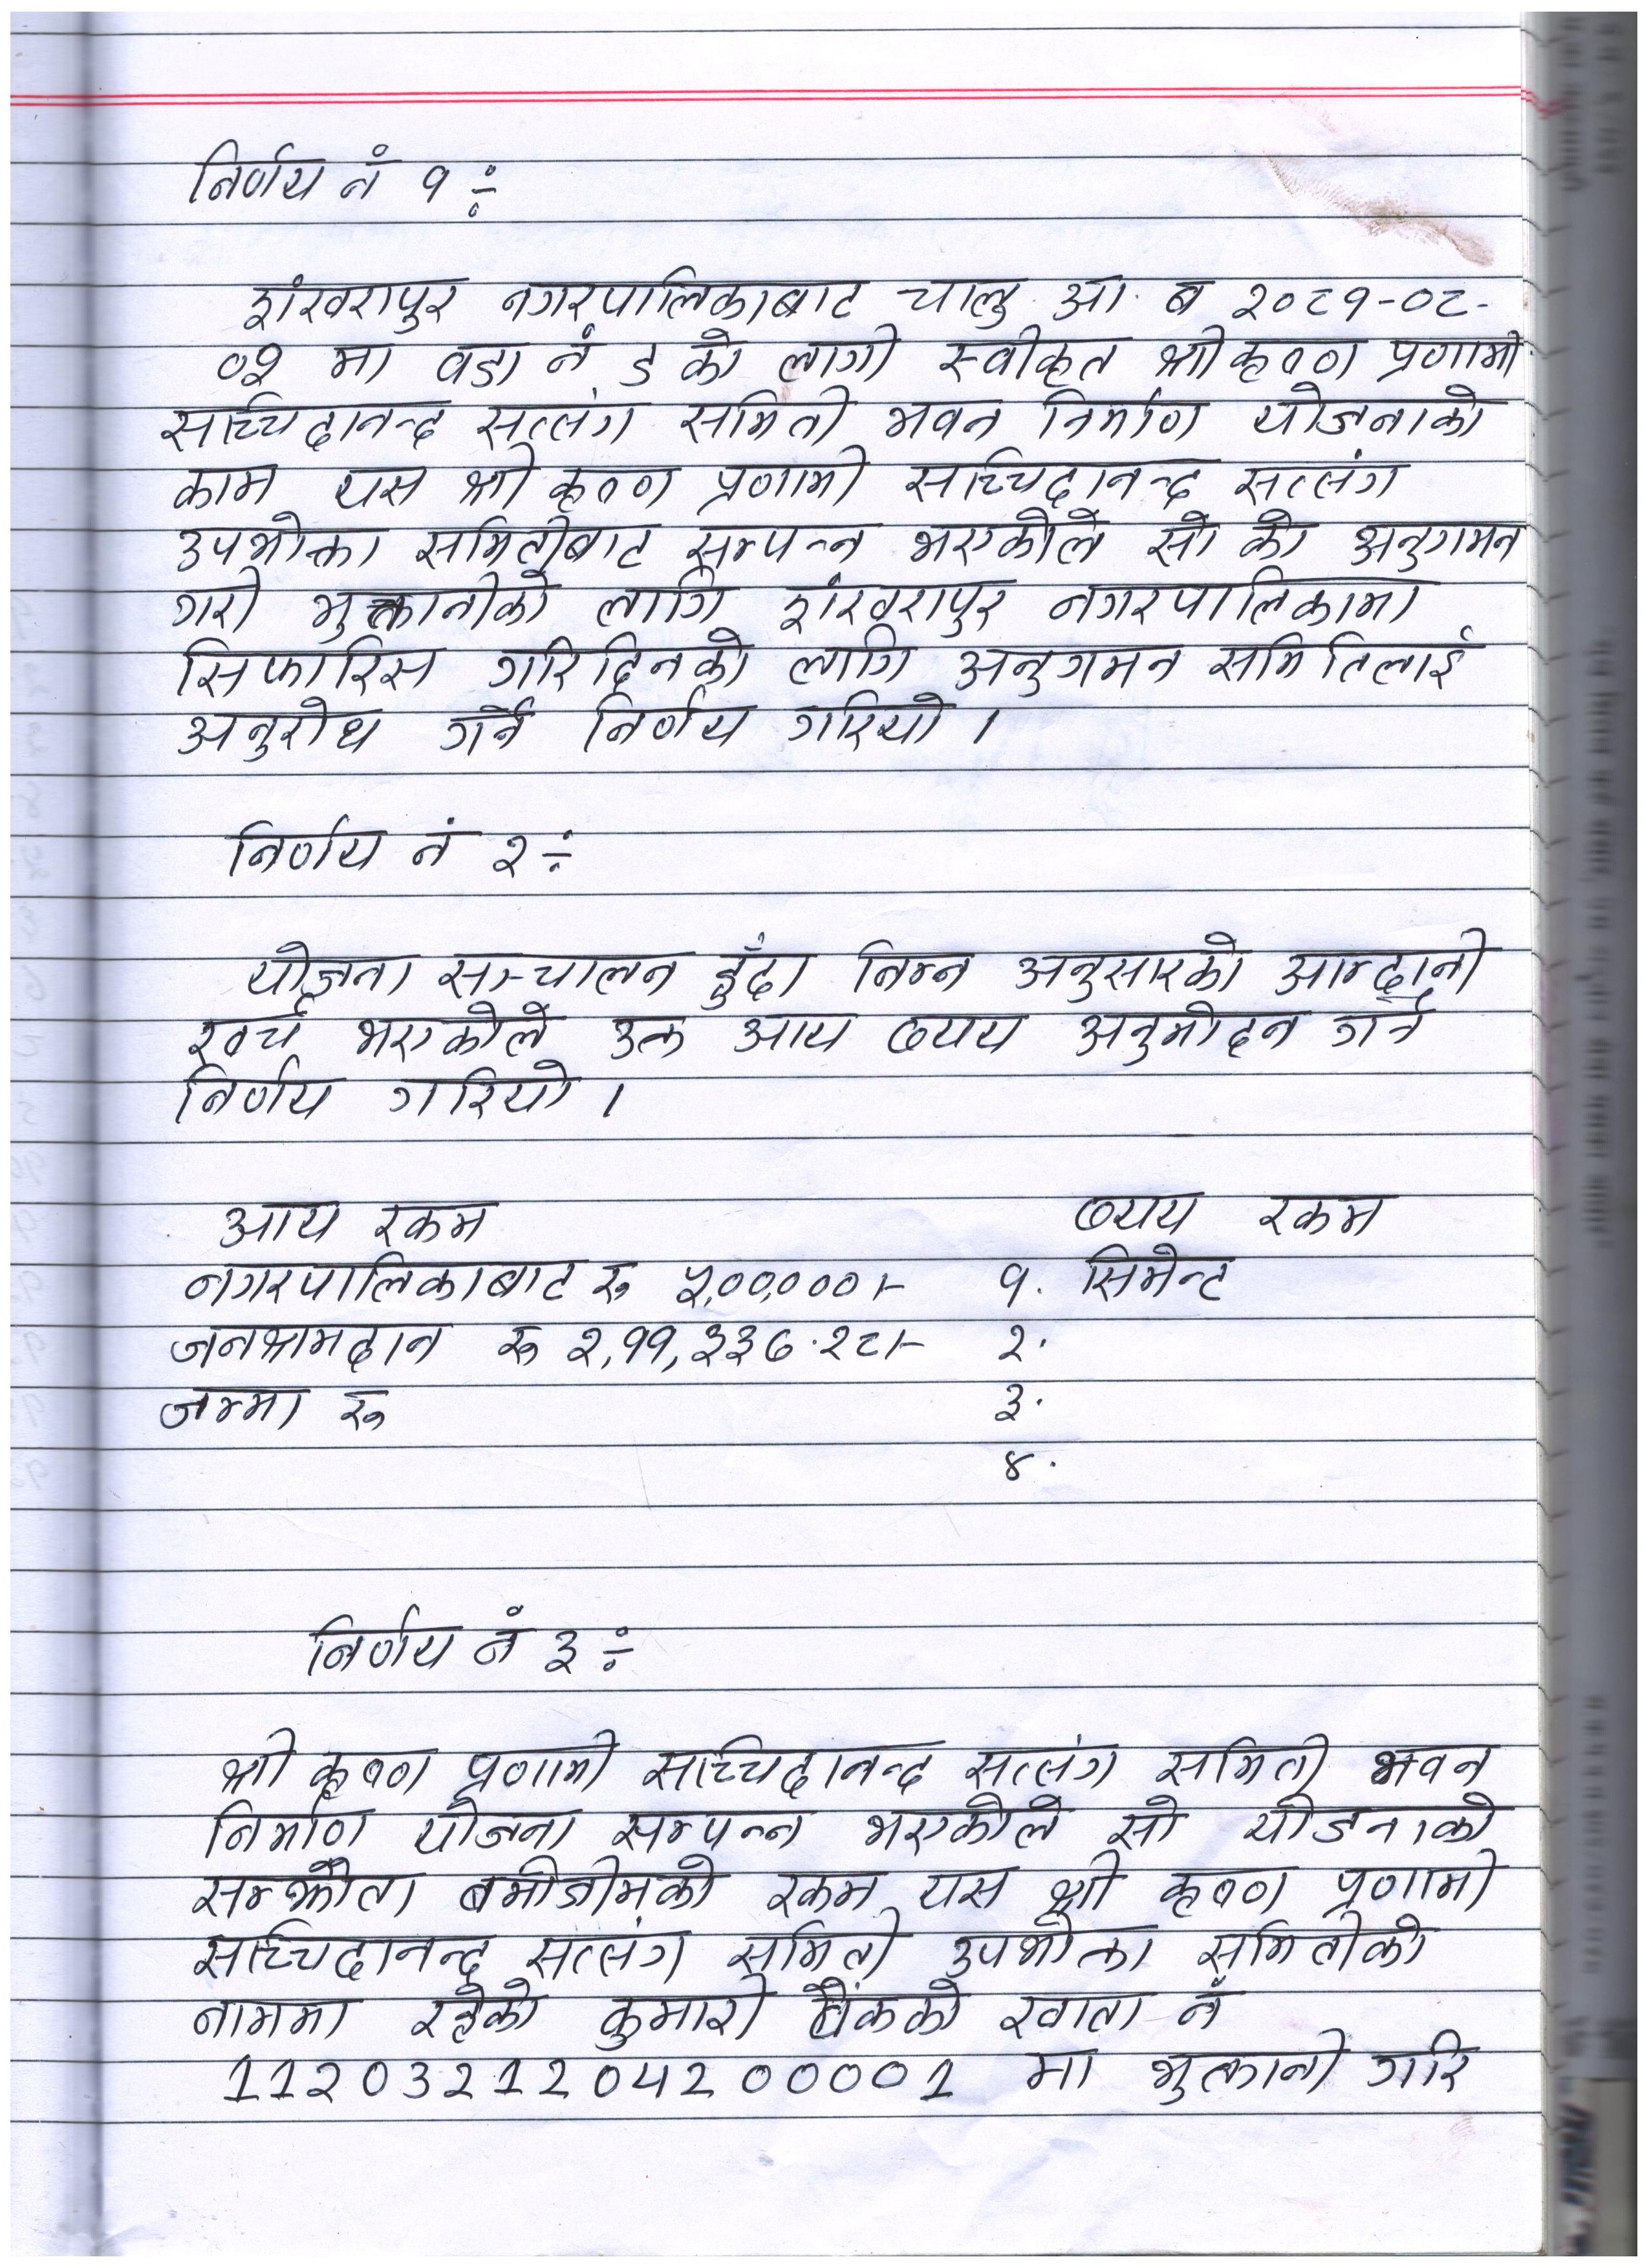 निर्णय नं १ ÷
शंखरापुर नगरपालिकाबाट चालु आ. ब २०८१-०८-
०२ मा वडा नं ८ को लागी स्वीकृत श्री कृष्ण प्रणामी
सच्चिदानन्द सत्संग समिती भवन निर्माण योजनाको
काम यस श्री कृष्ण प्रणामी सच्चिदानन्द सत्संग
उपभोक्ता समितीबाट सम्पन्न भएकोले सो को अनुगमन
गरी भुक्तानीको लागि शंखरापुर नगरपालिकामा
सिफारिस गरिदिनको लागि अनुगमन समितिलाई
अनुरोध गर्ने निर्णय गरियो ।
निर्णय नं २ ÷
योजना सञ्चालन हुँदा निम्न अनुसारको आम्दानी
खर्च भएकोले उक्त आय व्यय अनुमोदन गर्ने
निर्णय गरियो ।
आय रकम व्यय रकम
नगरपालिकाबाट रु ५,००,०००।- १. सिमेन्ट
जनश्रमदान रु २,११,३३७.२८।- २.
जम्मा रु ३.
४.
निर्णय नं ३ ÷
श्री कृष्ण प्रणामी सच्चिदानन्द सत्संग समिती भवन
निर्माण योजना सम्पन्न भएकोले सो योजनाको
सम्झौता बमोजीमको रकम यस श्री कृष्ण प्रणामी
सच्चिदानन्द सत्संग समिती उपभोक्ता समितीको
नाममा रहेको कुमारी बैंकको खाता नं
1120321204200001 मा भुक्तानी गरि